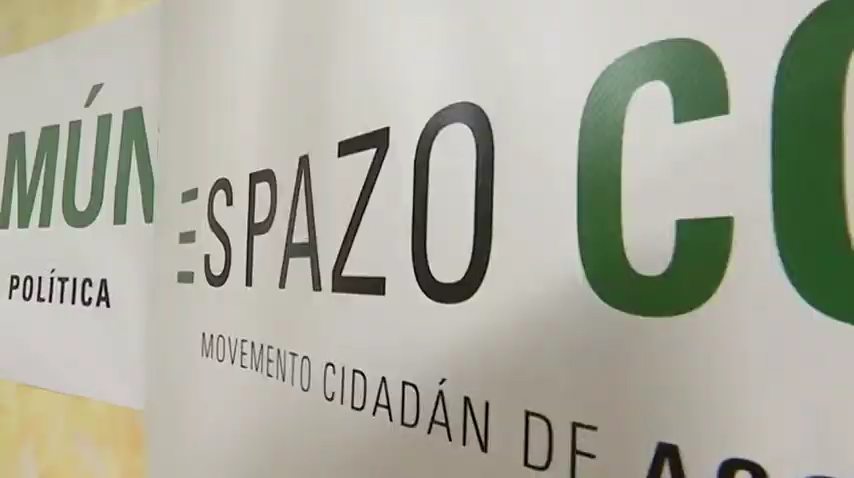 MÚN
POLÍTICA
ESPAZO CO
MOVEMENTO CIDADÁN DE